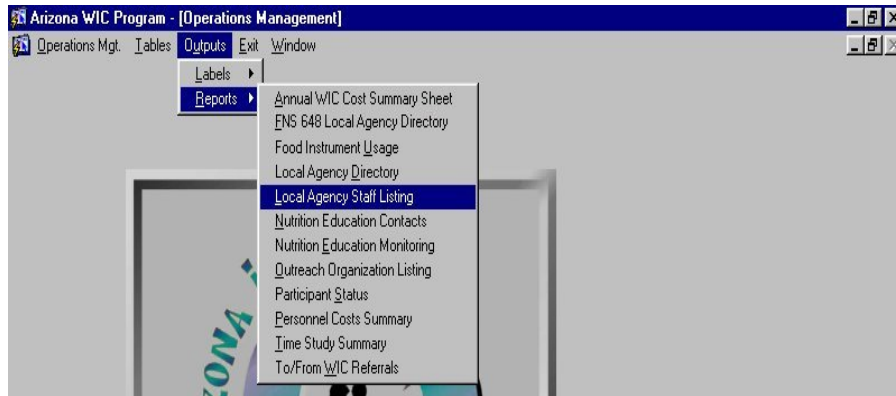 Arizona WIC Program - [Operations Management]
Operations Mgt. Tables Outputs Exit Window
Labels
Reports
Annual WIC Cost Summary Sheet
FNS 648 Local Agency Directory
Food Instrument Usage
Local Agency Directory
Local Agency Staff Listing
Nutrition Education Contacts
Nutrition Education Monitoring
Outreach Organization Listing
Participant Status
Personnel Costs Summary
Time Study Summary
To/From WIC Referrals